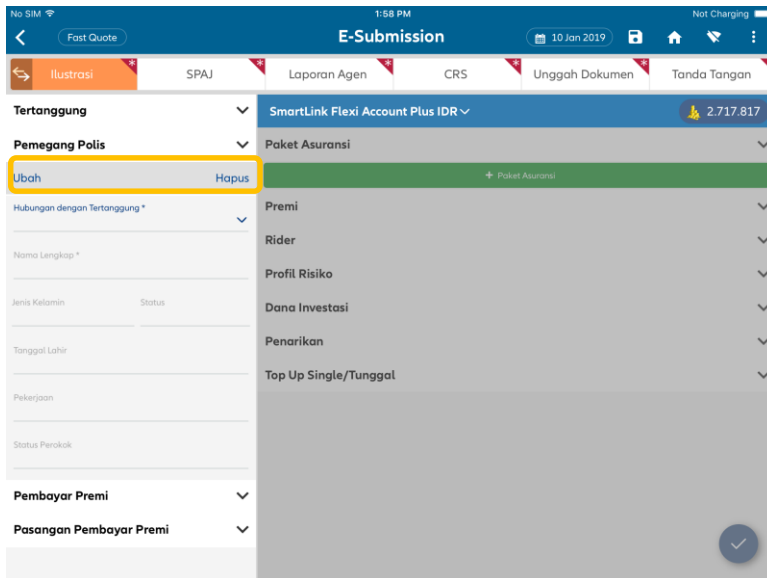 No SIM 1:58 PM Not Charging
Fast Quote E-Submission 10 Jan 2019
Ilustrasi * SPAJ * Laporan Agen * CRS * Unggah Dokumen * Tanda Tangan
Tertanggung
SmartLink Flexi Account Plus IDR 2.717.817
Pemegang Polis
Paket Asuransi
Ubah Hapus
+ Paket Asuransi
Hubungan dengan Tertanggung *
Premi
Nama Lengkap *
Rider
Profil Risiko
Jenis Kelamin Status
Dana Investasi
Tanggal Lahir
Penarikan
Top Up Single/Tunggal
Pekerjaan
Status Perokok
Pembayar Premi
Pasangan Pembayar Premi